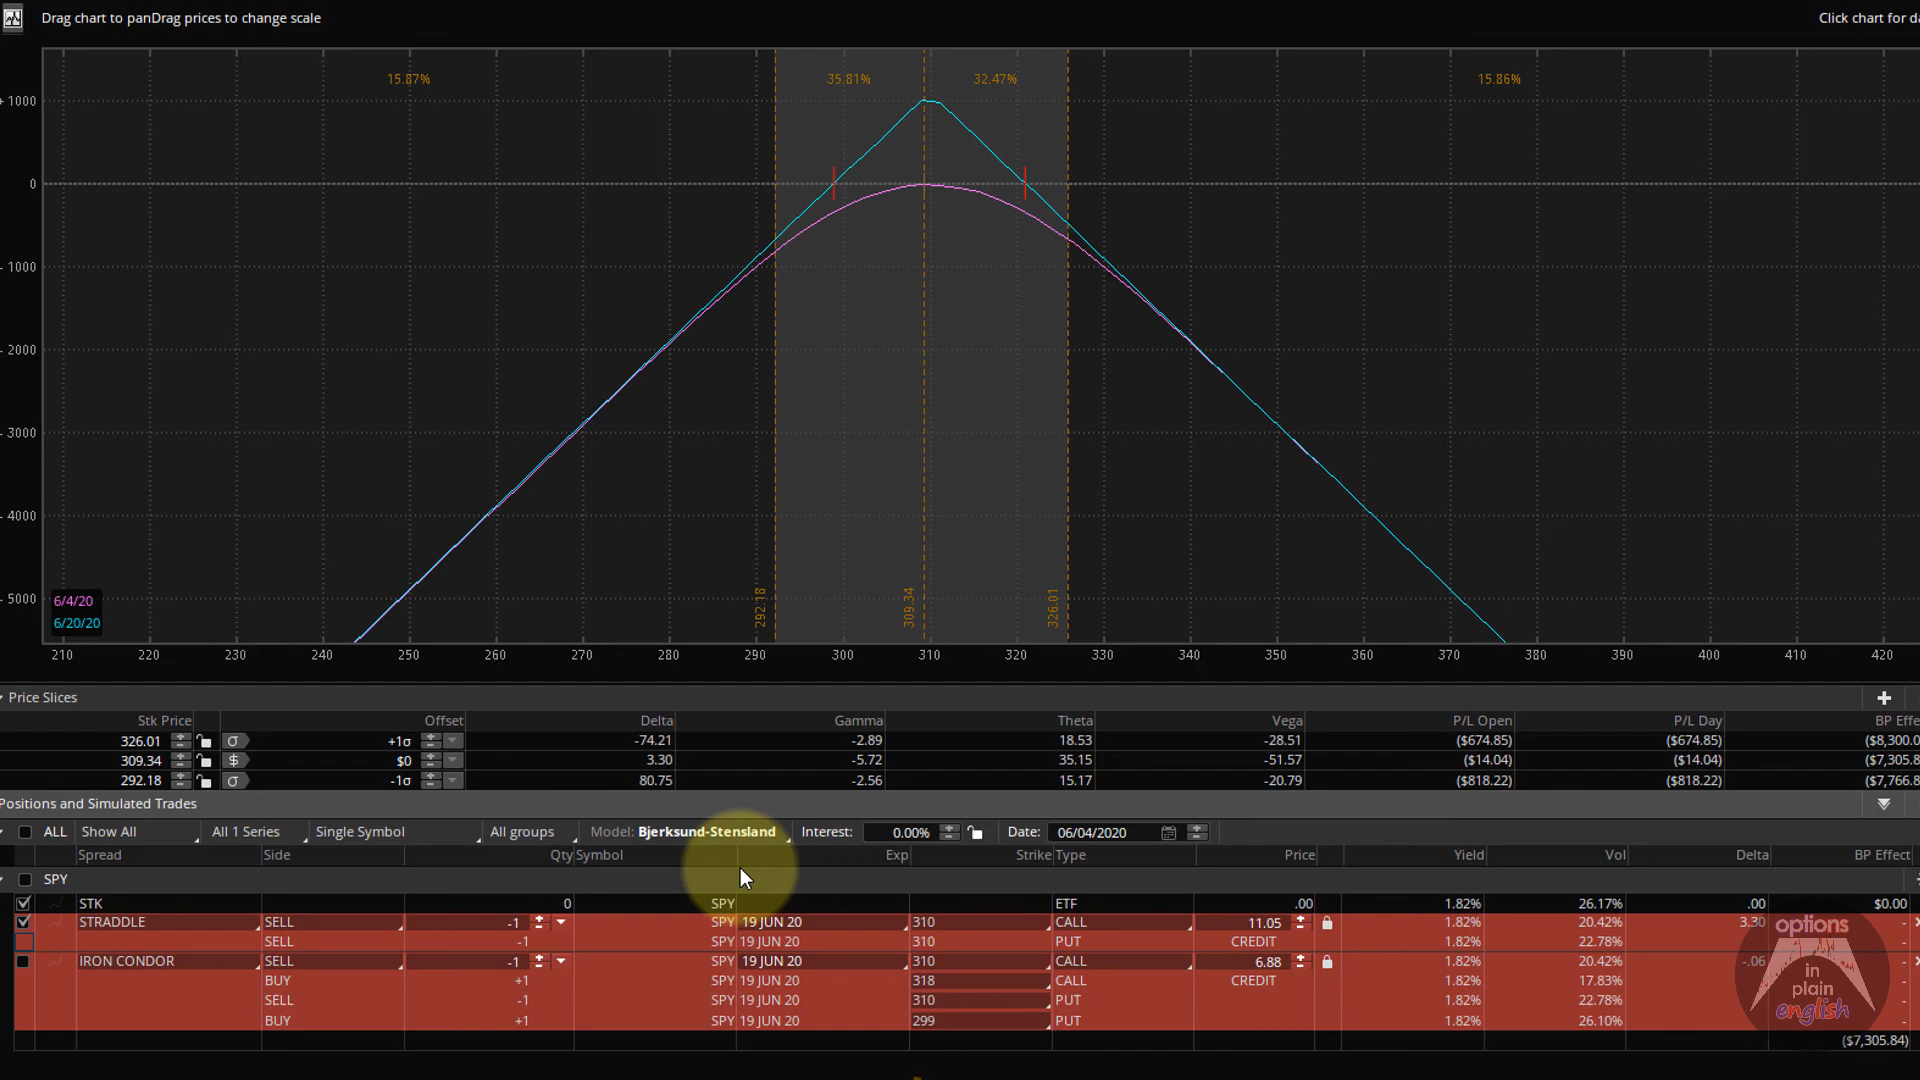 Drag chart to panDrag prices to change scale
Click chart for da
15.87% 35.81% 32.47% 15.86%
+ 1000
0
- 1000
- 2000
- 3000
- 4000
- 5000
292.18 309.34 326.01
6/4/20
6/20/20
210 220 230 240 250 260 270 280 290 300 310 320 330 340 350 360 370 380 390 400 410 420
Price Slices
Stk Price Offset Delta Gamma Theta Vega P/L Open P/L Day BP Effe
326.01 σ +1σ -74.21 -2.89 18.53 -28.51 ($674.85) ($674.85) ($8,300.0
309.34 $ $0 3.30 -5.72 35.15 -51.57 ($14.04) ($14.04) ($7,305.8
292.18 σ -1σ 80.75 -2.56 15.17 -20.79 ($818.22) ($818.22) ($7,766.8
Positions and Simulated Trades
ALL Show All All 1 Series Single Symbol All groups Model: Bjerksund-Stensland Interest: 0.00% Date: 06/04/2020
Spread Side Qty Symbol Exp Strike Type Price Yield Vol Delta BP Effect
SPY
STK 0 SPY ETF .00 1.82% 26.17% .00 $0.00
STRADDLE SELL -1 SPY 19 JUN 20 310 CALL 11.05 1.82% 20.42% 3.30 -
SELL -1 SPY 19 JUN 20 310 PUT CREDIT 1.82% 22.78% -
IRON CONDOR SELL -1 SPY 19 JUN 20 310 CALL 6.88 1.82% 20.42% -.06 -
BUY +1 SPY 19 JUN 20 318 CALL CREDIT 1.82% 17.83% -
SELL -1 SPY 19 JUN 20 310 PUT 1.82% 22.78% -
BUY +1 SPY 19 JUN 20 299 PUT 1.82% 26.10% -
($7,305.84)
options
in
plain
english